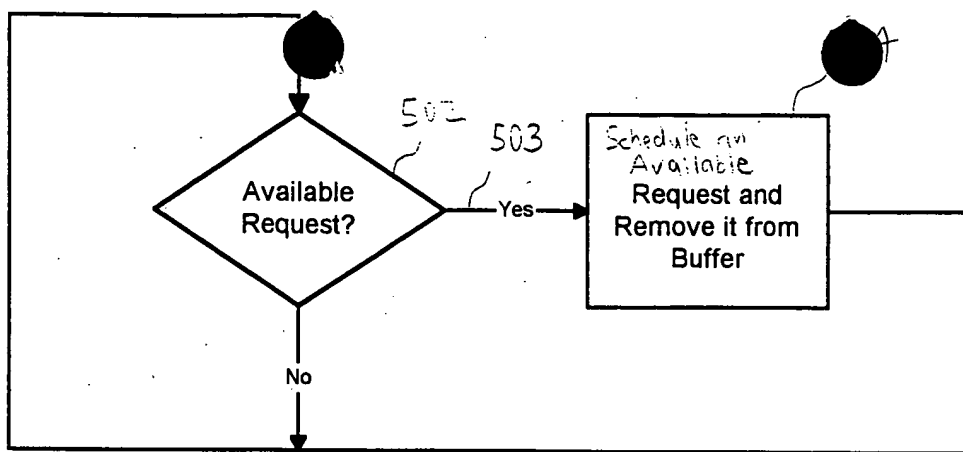 502
503
Available
Request?
Yes
Schedule an
Available
Request and
Remove it from
Buffer
No